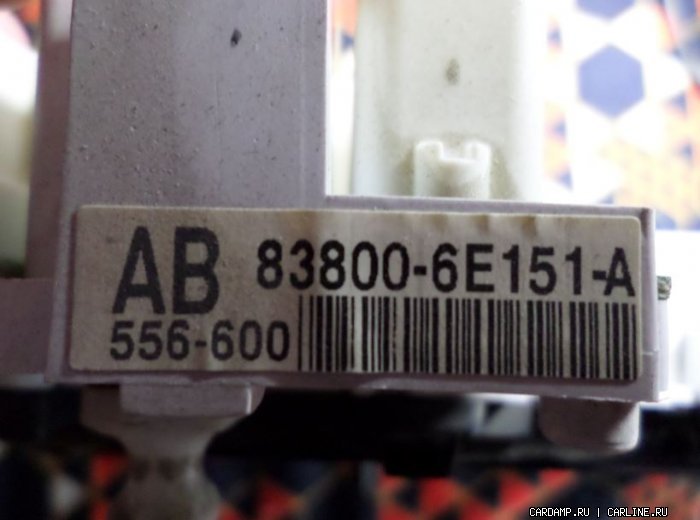 AB 83800-6E151-A
556-600
CARDAMP.RU | CARLINE.RU